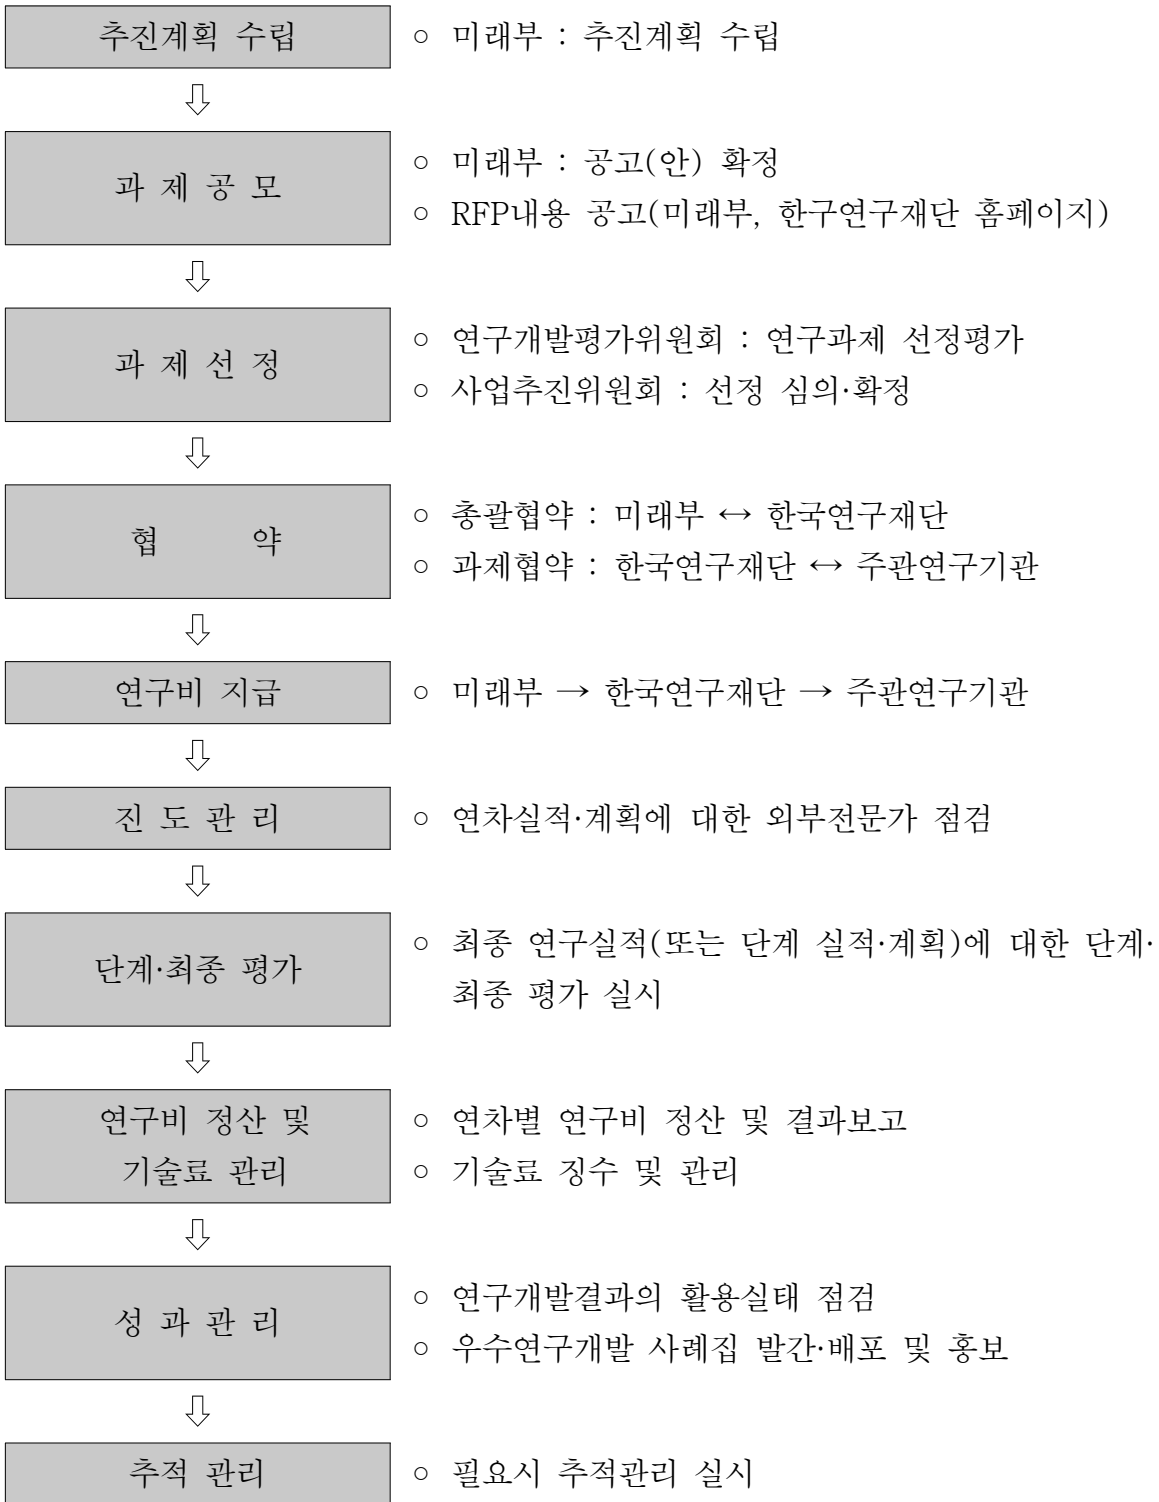 추진계획 수립
○ 미래부 : 추진계획 수립
⇩
과 제 공 모
○ 미래부 : 공고(안) 확정
○ RFP내용 공고(미래부, 한구연구재단 홈페이지)
⇩
과 제 선 정
○ 연구개발평가위원회 : 연구과제 선정평가
○ 사업추진위원회 : 선정 심의·확정
⇩
협 약
○ 총괄협약 : 미래부 ↔ 한국연구재단
○ 과제협약 : 한국연구재단 ↔ 주관연구기관
⇩
연구비 지급
○ 미래부 → 한국연구재단 → 주관연구기관
⇩
진 도 관 리
○ 연차실적·계획에 대한 외부전문가 점검
⇩
단계·최종 평가
○ 최종 연구실적(또는 단계 실적·계획)에 대한 단계·
최종 평가 실시
⇩
연구비 정산 및
기술료 관리
○ 연차별 연구비 정산 및 결과보고
○ 기술료 징수 및 관리
⇩
성 과 관 리
○ 연구개발결과의 활용실태 점검
○ 우수연구개발 사례집 발간·배포 및 홍보
⇩
추적 관리
○ 필요시 추적관리 실시